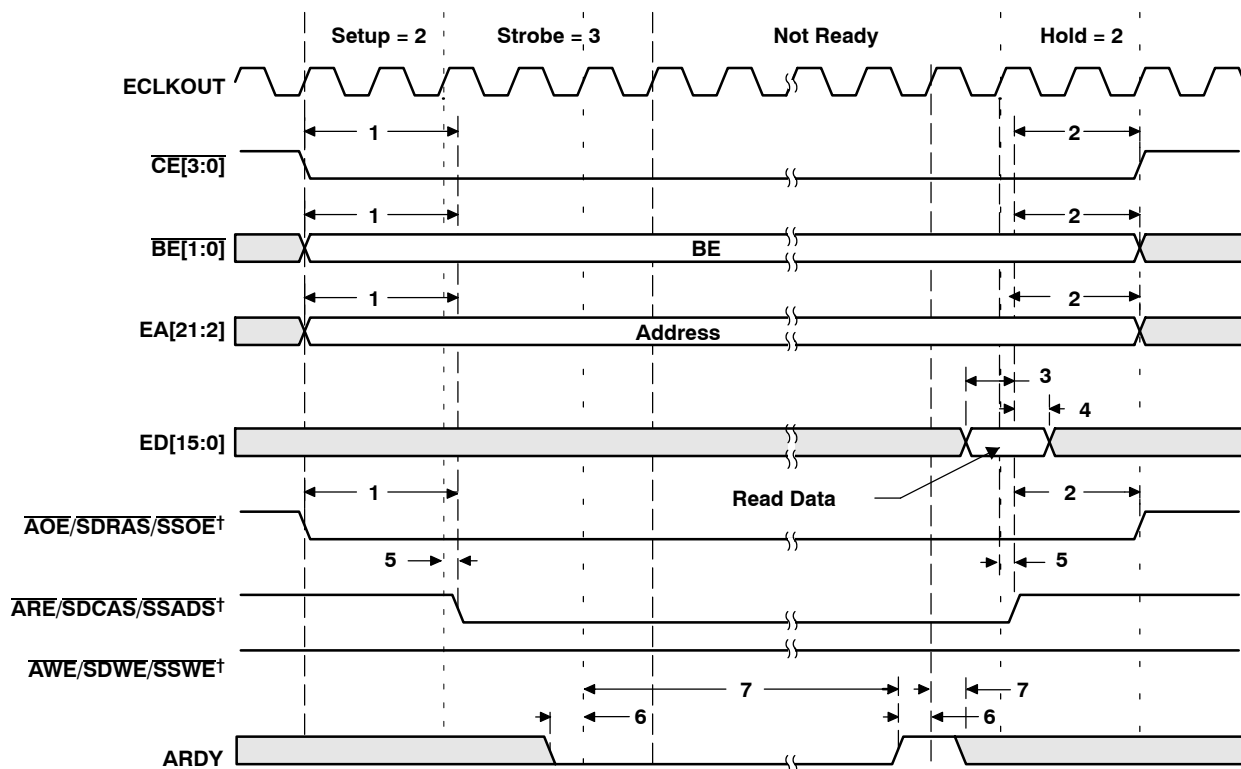 Setup = 2 Strobe = 3 Not Ready Hold = 2
ECLKOUT
1 2
CE[3:0]
1 2
BE[1:0] BE
1 2
EA[21:2] Address
3
4
ED[15:0]
Read Data
1 2
AOE/SDRAS/SSOE†
5 5
ARE/SDCAS/SSADS†
AWE/SDWE/SSWE†
7 7
6 6
ARDY